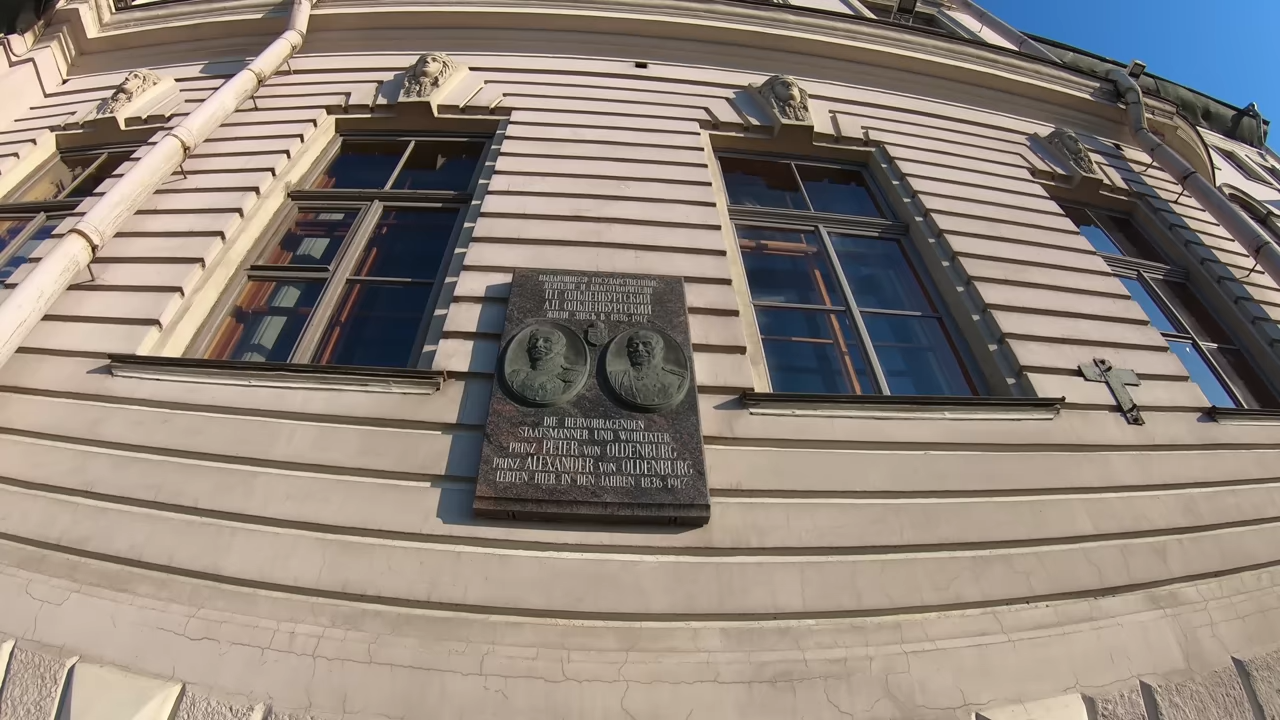 ВЫДАЮЩИЕСЯ ГОСУДАРСТВЕННЫЕ
ДЕЯТЕЛИ И БЛАГОТВОРИТЕЛИ
П.Г. ОЛЬДЕНБУРГСКИЙ
А.П. ОЛЬДЕНБУРГСКИЙ
ЖИЛИ ЗДЕСЬ В 1836-1917
DIE HERVORRAGENDEN
STAATSMÄNNER UND WOHLTÄTER
PRINZ PETER VON OLDENBURG
PRINZ ALEXANDER VON OLDENBURG
LEBTEN HIER IN DEN JAHREN 1836-1917